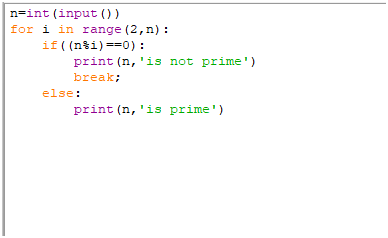 n=int(input())
for i in range(2,n):
    if((n%i)==0):
        print(n,'is not prime')
        break;
    else:
        print(n,'is prime')